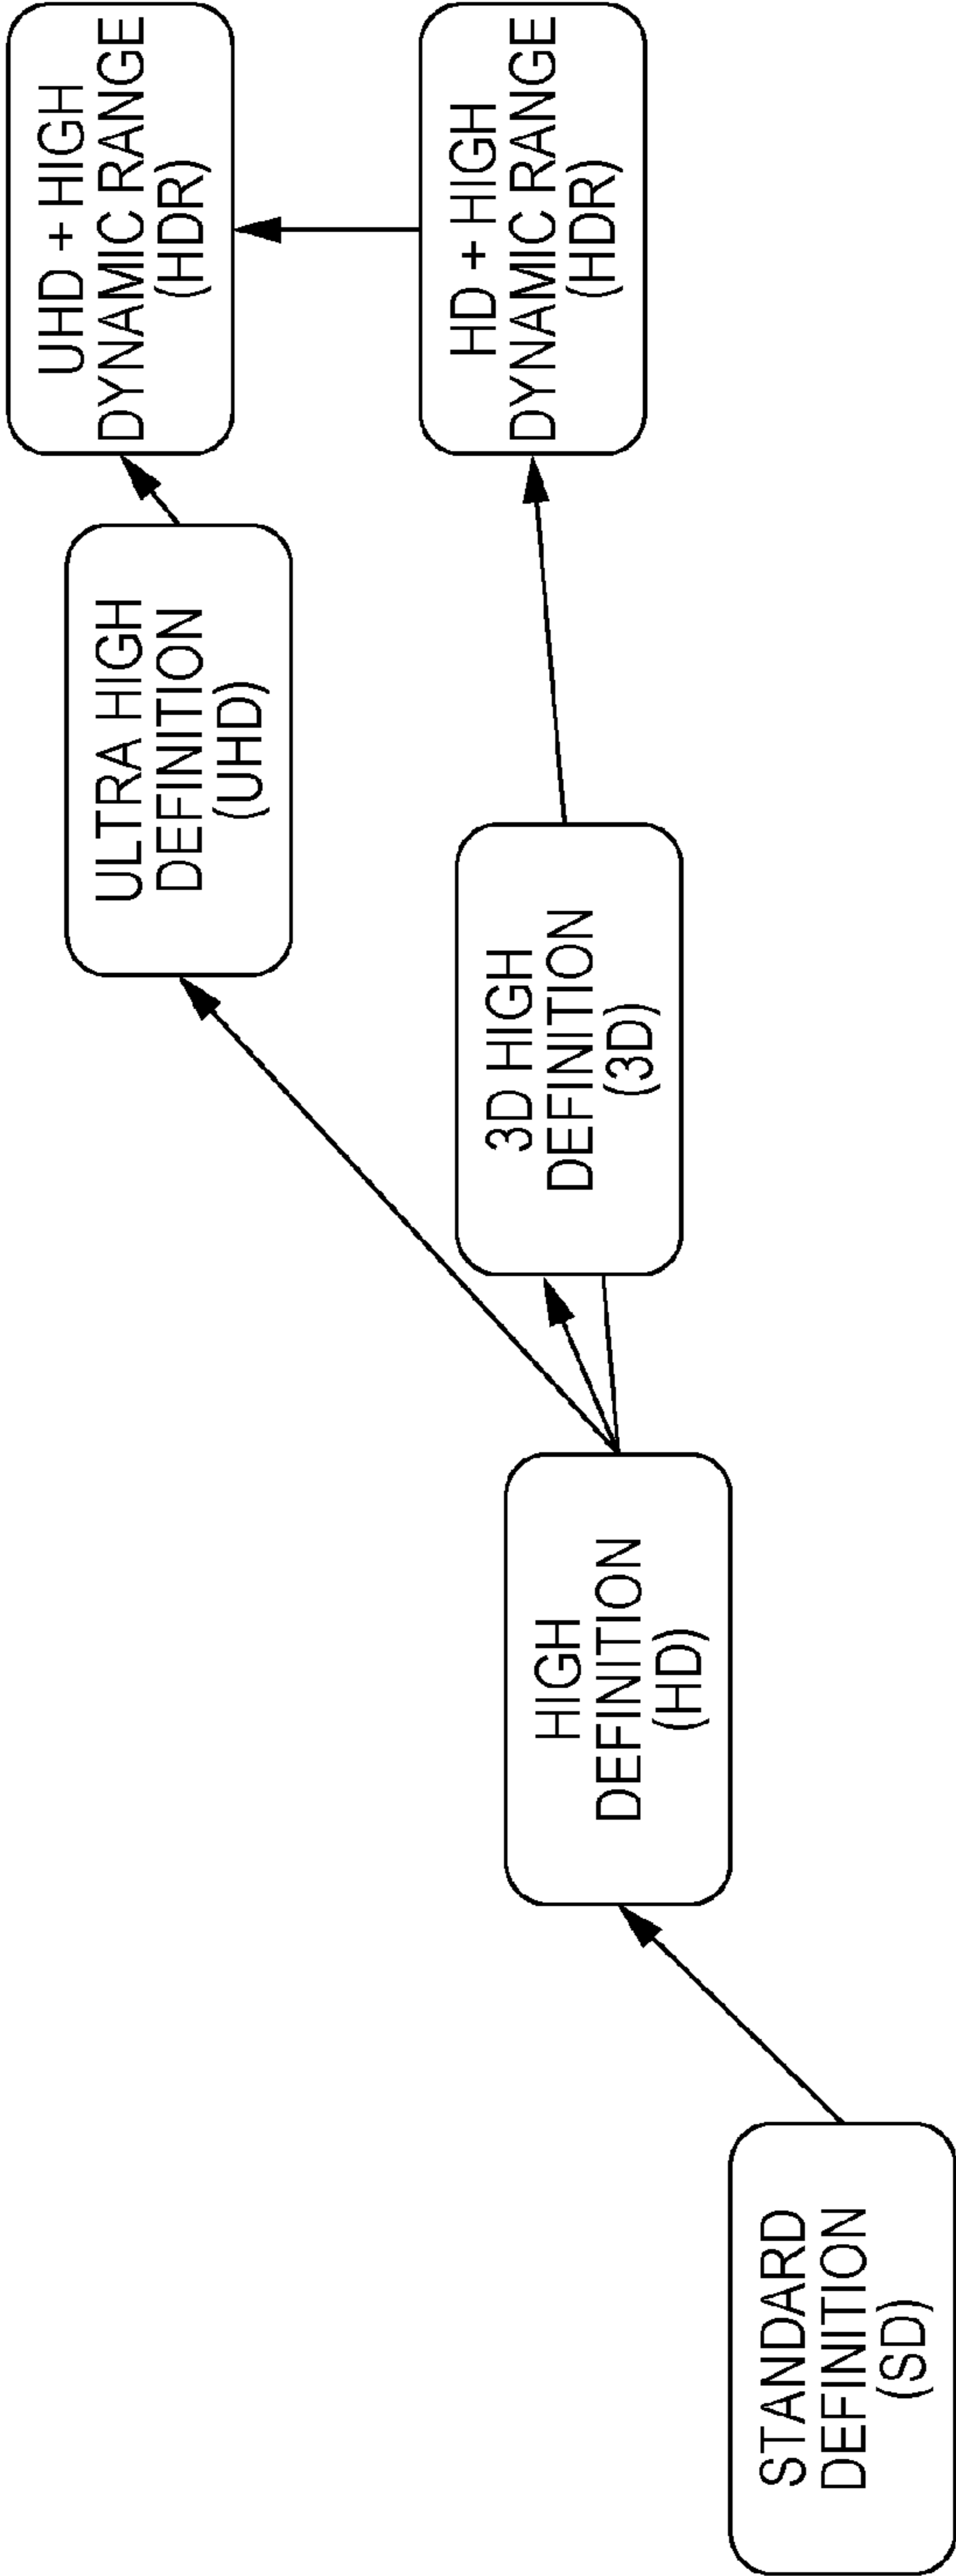 STANDARD
DEFINITION
(SD)
HIGH
DEFINITION
(HD)
3D HIGH
DEFINITION
(3D)
ULTRA HIGH
DEFINITION
(UHD)
UHD + HIGH
DYNAMIC RANGE
(HDR)
HD + HIGH
DYNAMIC RANGE
(HDR)